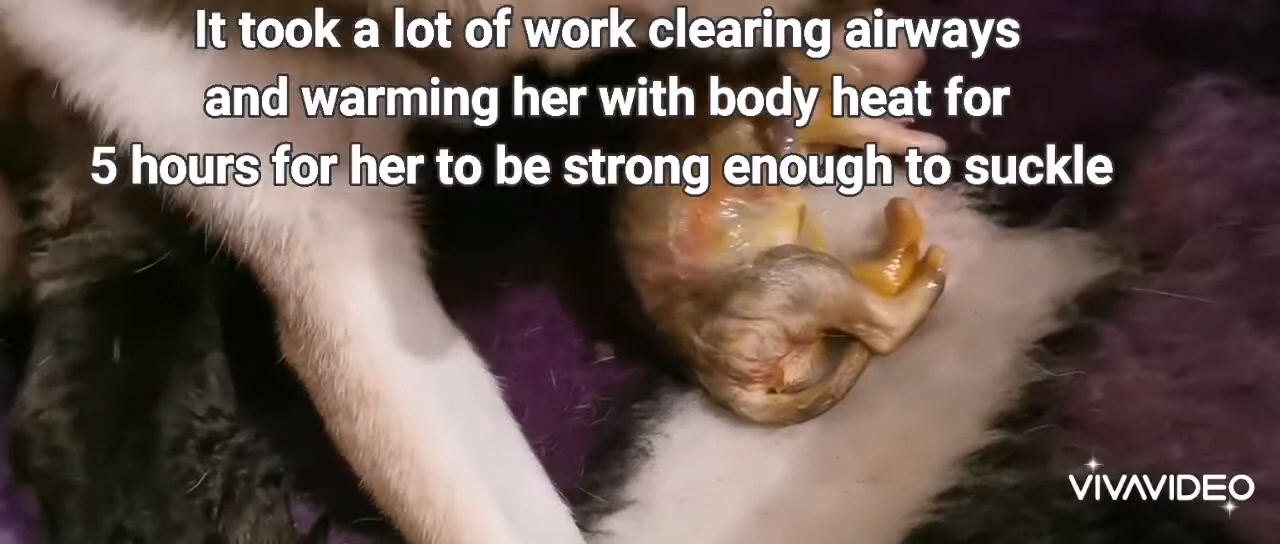 It took a lot of work clearing airways
and warming her with body heat for
5 hours for her to be strong enough to suckle
VIVAVIDEO